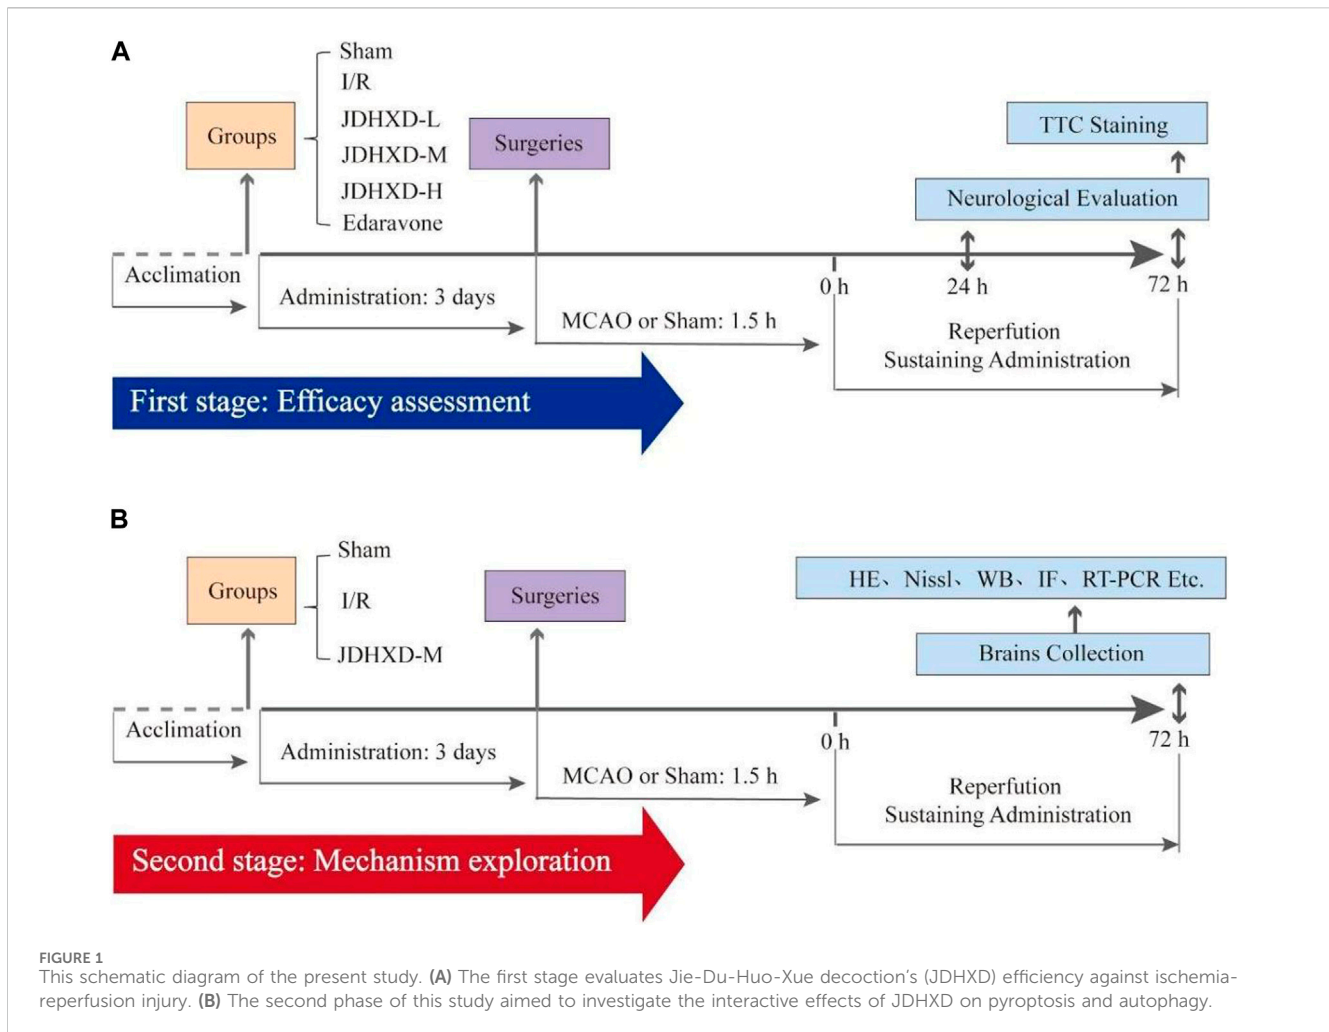 A
Sham
I/R
JDHXD-L
JDHXD-M
JDHXD-H
Edaravone
Groups
Surgeries
TTC Staining
Neurological Evaluation
Acclimation
Administration: 3 days
MCAO or Sham: 1.5 h
0 h
24 h
72 h
Reperfution
Sustaining Administration
First stage: Efficacy assessment
B
Sham
I/R
JDHXD-M
Groups
Surgeries
HE、Nissl、WB、IF、RT-PCR Etc.
Brains Collection
Acclimation
Administration: 3 days
MCAO or Sham: 1.5 h
0 h
72 h
Reperfution
Sustaining Administration
Second stage: Mechanism exploration
FIGURE 1
This schematic diagram of the present study. (A) The first stage evaluates Jie-Du-Huo-Xue decoction's (JDHXD) efficiency against ischemia-
reperfusion injury. (B) The second phase of this study aimed to investigate the interactive effects of JDHXD on pyroptosis and autophagy.